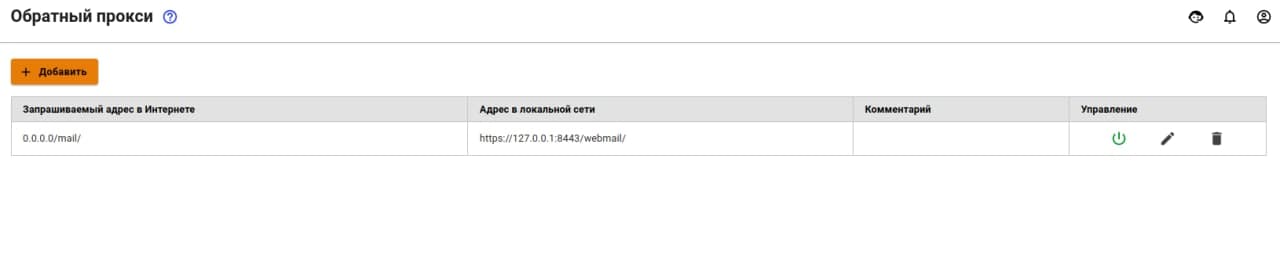 Обратный прокси
+ Добавить
Запрашиваемый адрес в Интернете Адрес в локальной сети Комментарий Управление
0.0.0.0/mail/ https://127.0.0.1:8443/webmail/